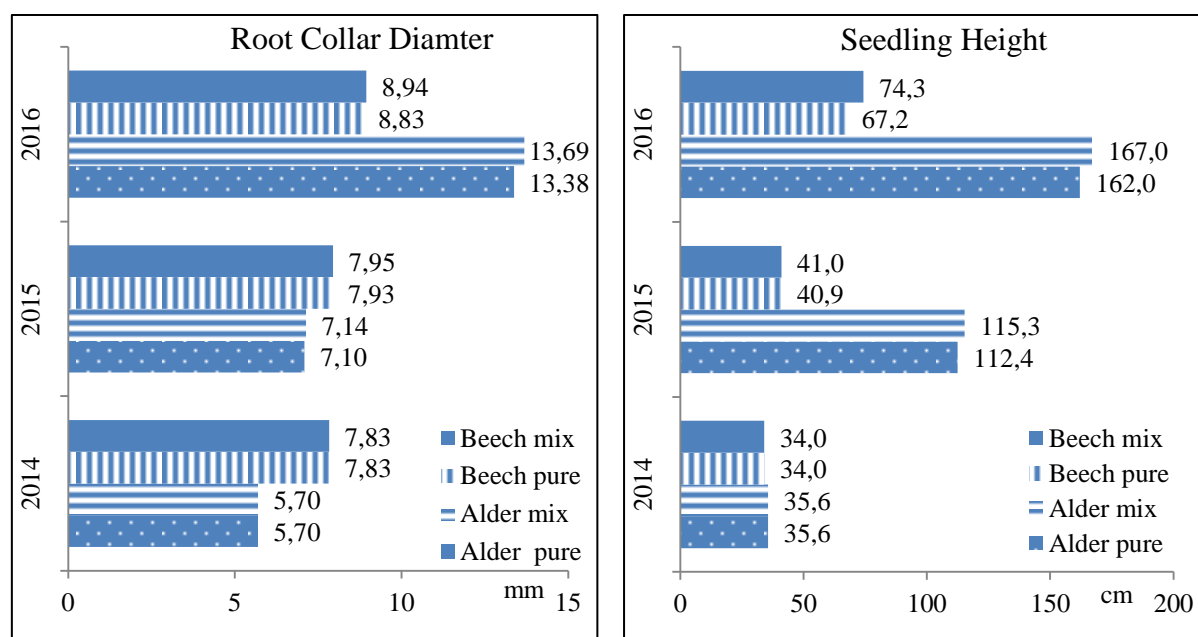 Root Collar Diamter
2016
8,94
8,83
13,69
13,38
2015
7,95
7,93
7,14
7,10
2014
7,83
7,83
5,70
5,70
Beech mix
Beech pure
Alder mix
Alder pure
0 5 10 mm 15
Seedling Height
2016
74,3
67,2
167,0
162,0
2015
41,0
40,9
115,3
112,4
2014
34,0
34,0
35,6
35,6
Beech mix
Beech pure
Alder mix
Alder pure
0 50 100 150 cm 200